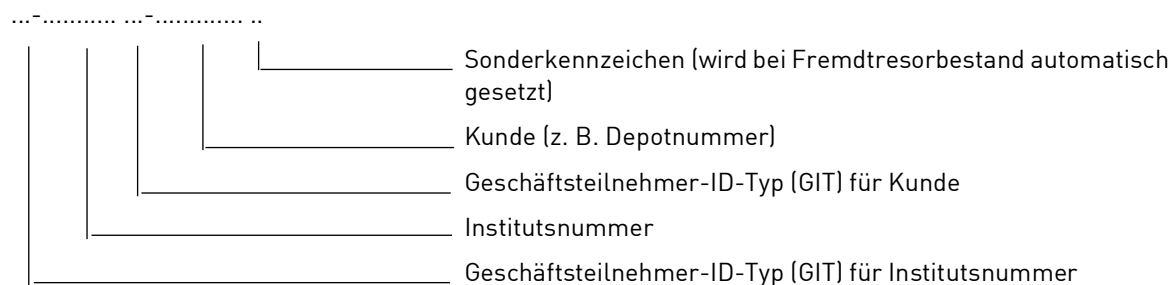 ...-........... ...-............. ..
Sonderkennzeichen (wird bei Fremdtresorbestand automatisch
gesetzt)
Kunde (z. B. Depotnummer)
Geschäftsteilnehmer-ID-Typ (GIT) für Kunde
Institutsnummer
Geschäftsteilnehmer-ID-Typ (GIT) für Institutsnummer